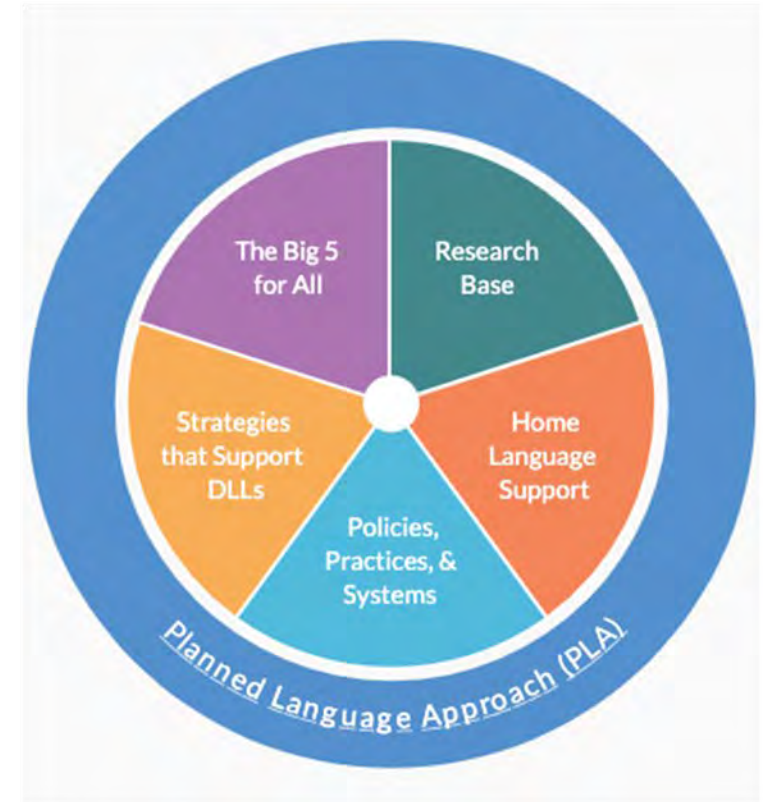 The Big 5
for All
Research
Base
Strategies
that Support
DLLs
Home
Language
Support
Policies,
Practices, &
Systems
Planned Language Approach (PLA)